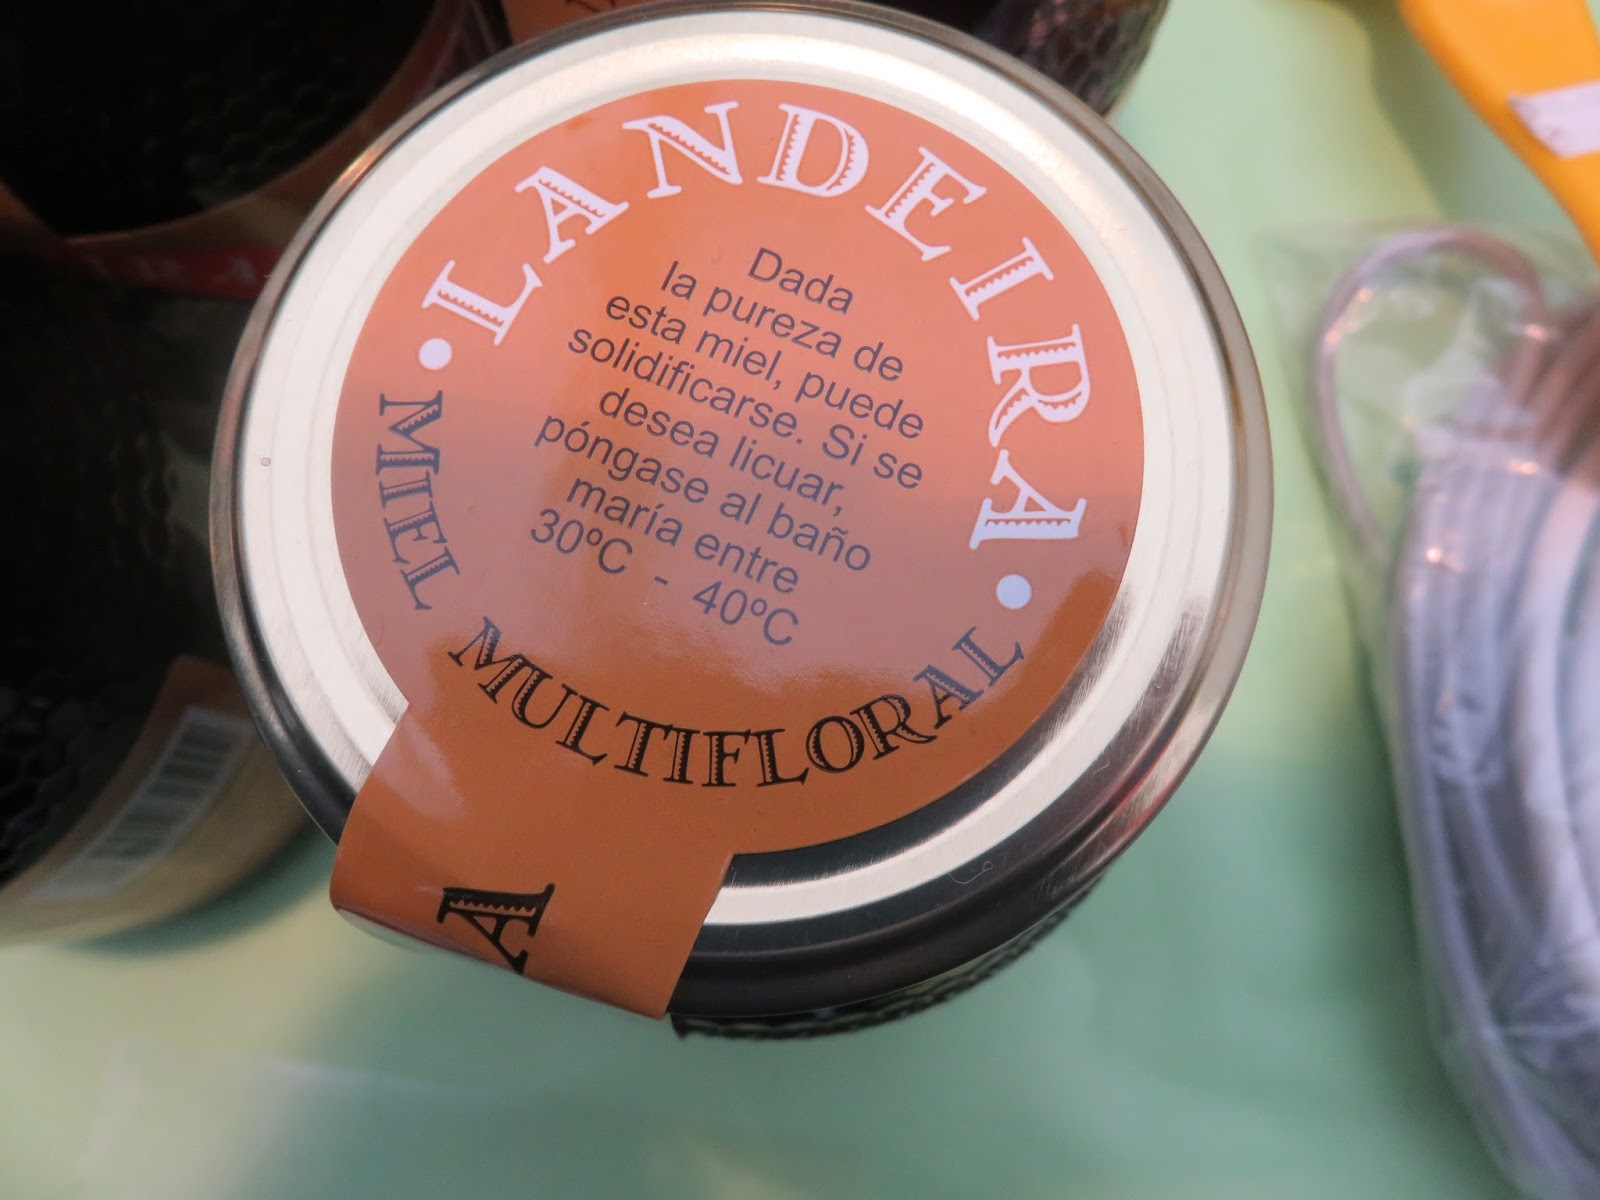 LANDEIRA
Dada
la pureza de
esta miel, puede
solidificarse. Si se
desea licuar,
póngase al baño
maría entre
30ºC - 40ºC
MIEL MULTIFLORAL
A